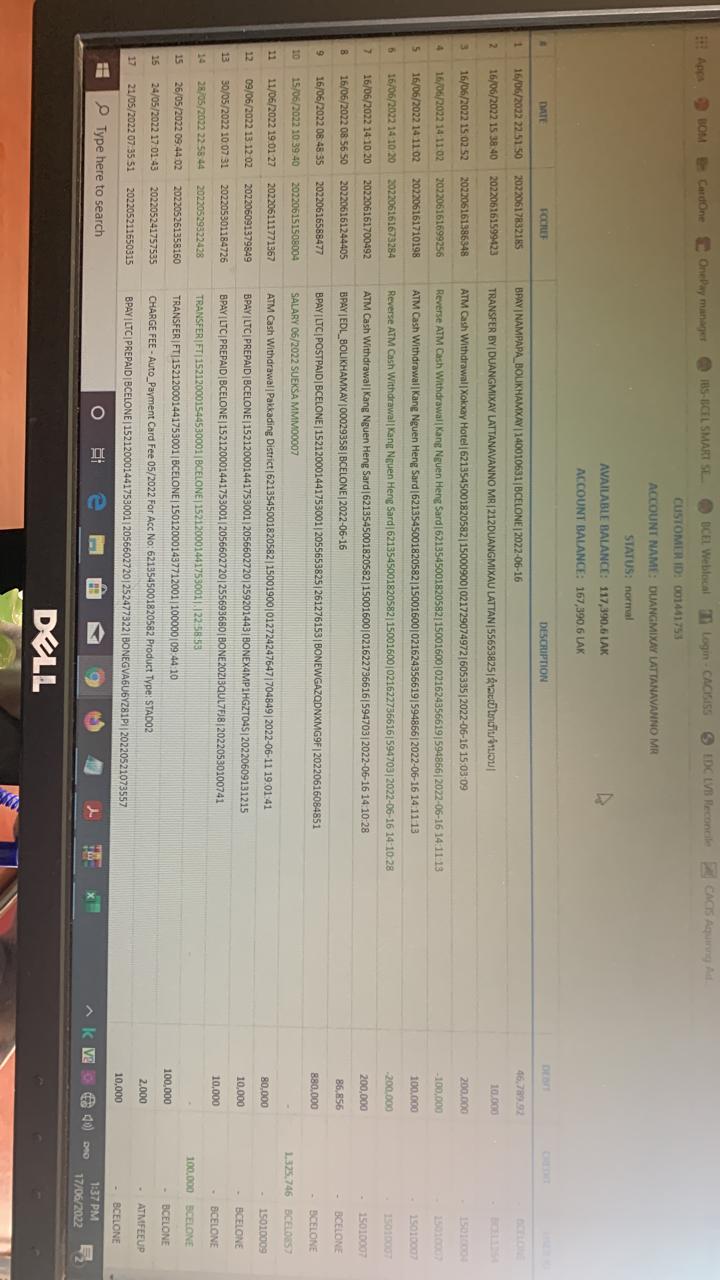 Apps BOM CardOne OnePay manager IBS-BCEL SMART SE... BCEL Weblocal Login - CACISISS EDC LVB Reconcile CACIS Aquiring Ad...
CUSTOMER ID: 001441753
ACCOUNT NAME: DUANGMIXAY LATTANAVANNO MR
STATUS: normal
AVAILABLE BALANCE: 117,390.6 LAK
ACCOUNT BALANCE: 167,390.6 LAK
# DATE FCCREF DESCRIPTION DEBIT CREDIT USER ID
1 16/06/2022 22:51:50 20220617832185 BPAY|NAMPAPA_BOLIKHAMXAY|140010631|BCELONE|2022-06-16 46,789.92 - BCELONE
2 16/06/2022 15:38:40 202206161599423 TRANSFER BY|DUANGMIXAY LATTANAVANNO MR|212DUANGMIXAU LATTAN|55653825|ຊຳລະເປີໂທເກີນຈຳນວນ| 10,000 - BCEL1264
3 16/06/2022 15:02:52 202206161386348 ATM Cash Withdrawal|Xokxay Hotel|6213545001820582|15000900|021729074972|605335|2022-06-16 15:03:09 200,000 - 15010004
4 16/06/2022 14:11:02 202206161699256 Reverse ATM Cash Withdrawal|Kang Nguen Heng Sard|6213545001820582|15001600|021624356619|594866|2022-06-16 14:11:13 -100,000 - 15010007
5 16/06/2022 14:11:02 202206161710198 ATM Cash Withdrawal|Kang Nguen Heng Sard|6213545001820582|15001600|021624356619|594866|2022-06-16 14:11:13 100,000 - 15010007
6 16/06/2022 14:10:20 202206161673284 Reverse ATM Cash Withdrawal|Kang Nguen Heng Sard|6213545001820582|15001600|021622736616|594703|2022-06-16 14:10:28 -200,000 - 15010007
7 16/06/2022 14:10:20 202206161700492 ATM Cash Withdrawal|Kang Nguen Heng Sard|6213545001820582|15001600|021622736616|594703|2022-06-16 14:10:28 200,000 - 15010007
8 16/06/2022 08:56:50 202206161244405 BPAY|EDL_BOLIKHAMXAY|00029358|BCELONE|2022-06-16 86,856 - BCELONE
9 16/06/2022 08:48:35 20220616588477 BPAY|LTC|POSTPAID|BCELONE|152120001441753001|2055653825|261276153|BONEWGAZQDNXMG9F|20220616084851 880,000 - BCELONE
10 15/06/2022 10:39:40 202206151508004 SALARY 06/2022 SUEKSA MMM00007 - 1,325,746 BCEL0857
11 11/06/2022 19:01:27 202206111771367 ATM Cash Withdrawal|Pakkading District|6213545001820582|15001900|012724247647|704849|2022-06-11 19:01:41 80,000 - 15010009
12 09/06/2022 13:12:02 202206091379849 BPAY|LTC|PREPAID|BCELONE|152120001441753001|2056602720|259201443|BONEX4MP1HGZT04S|20220609131215 10,000 - BCELONE
13 30/05/2022 10:07:31 202205301184726 BPAY|LTC|PREPAID|BCELONE|152120001441753001|2056602720|255693680|BONE20ZI3QUL7FJ8|20220530100741 10,000 - BCELONE
14 28/05/2022 22:58:44 20220529322428 TRANSFER|FT|152120001544530001|BCELONE|152120001441753001|.|22:58:53 - 100,000 BCELONE
15 26/05/2022 09:44:02 202205261358160 TRANSFER|FT|152120001441753001|BCELONE|150120001437712001|100000|09:44:10 100,000 - BCELONE
16 24/05/2022 17:01:43 202205241757535 CHARGE FEE - Auto_Payment Card Fee 05/2022 For Acc No: 6213545001820582 Product Type: STAD02 2,000 - ATMFEEUP
17 21/05/2022 07:35:51 202205211650315 BPAY|LTC|PREPAID|BCELONE|152120001441753001|2056602720|252477322|BONEGVA6U6YZ81PI|20220521073557 10,000 - BCELONE
Type here to search
1:37 PM
17/06/2022
2
DELL